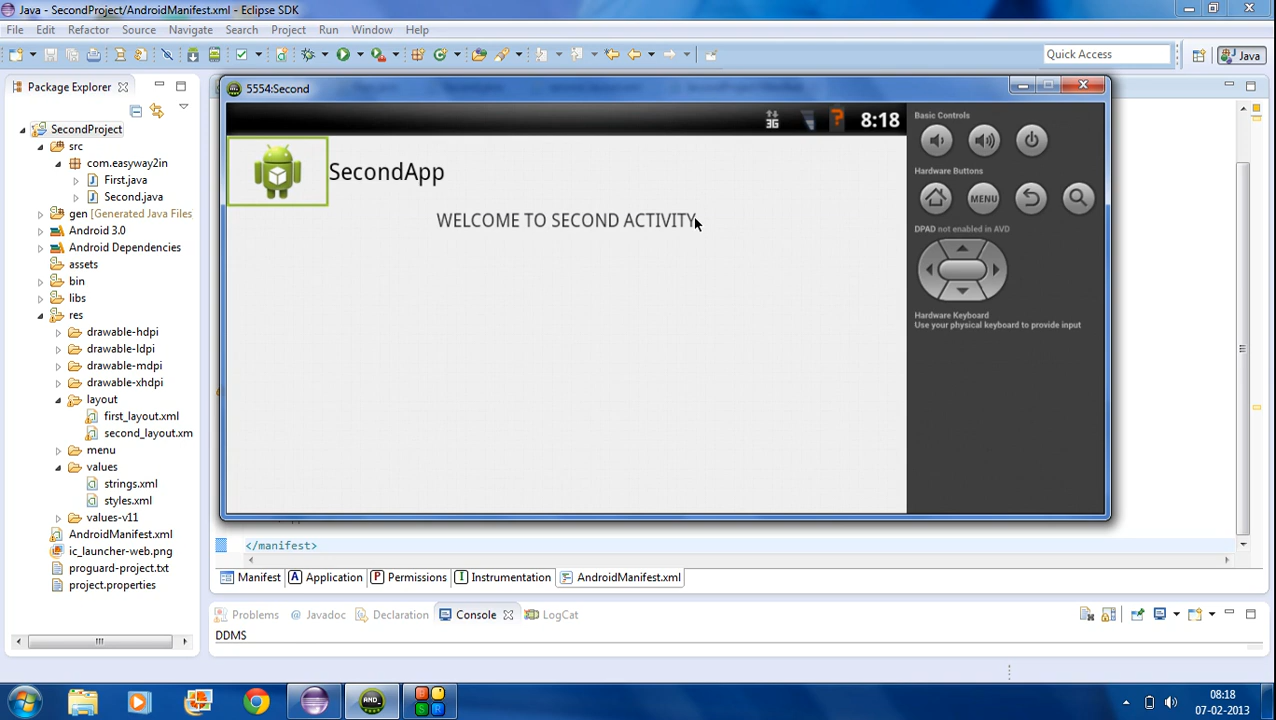 Java - SecondProject/AndroidManifest.xml - Eclipse SDK
File Edit Refactor Source Navigate Search Project Run Window Help
Quick Access
Java
Package Explorer
SecondProject
src
com.easyway2in
First.java
Second.java
gen [Generated Java Files
Android 3.0
Android Dependencies
assets
bin
libs
res
drawable-hdpi
drawable-ldpi
drawable-mdpi
drawable-xhdpi
layout
first_layout.xml
second_layout.xm
menu
values
strings.xml
styles.xml
values-v11
AndroidManifest.xml
ic_launcher-web.png
proguard-project.txt
project.properties
5554:Second
3G
?
8:18
SecondApp
WELCOME TO SECOND ACTIVITY
Basic Controls
Hardware Buttons
MENU
DPAD not enabled in AVD
Hardware Keyboard
Use your physical keyboard to provide input
</manifest>
Manifest A Application P Permissions I Instrumentation AndroidManifest.xml
Problems @ Javadoc Declaration Console LogCat
DDMS
AND_
08:18
07-02-2013